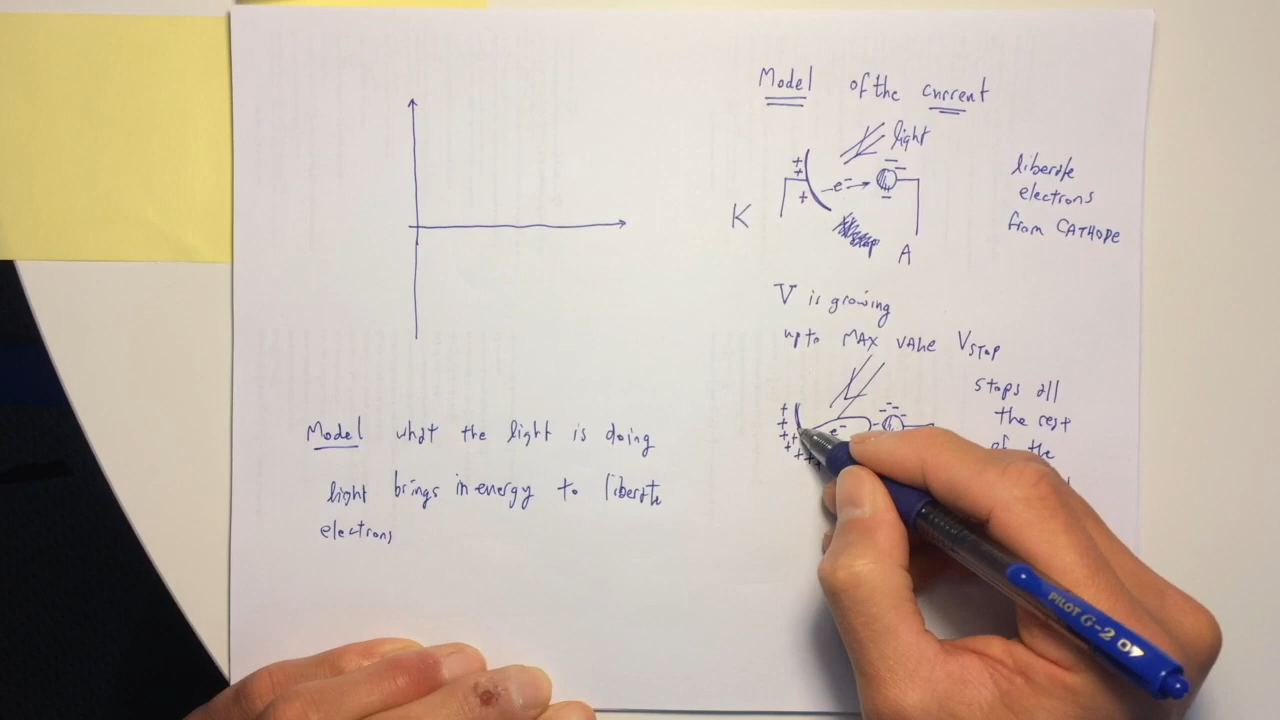 Model of the current
light
+
+
+
e-
K
A
liberate
electrons
from CATHODE
V is growing
up to MAX VALUE VSTOP
stops all
the rest
of the
e-
Model what the light is doing
light brings in energy to liberate
electrons
PILOT G-2 07